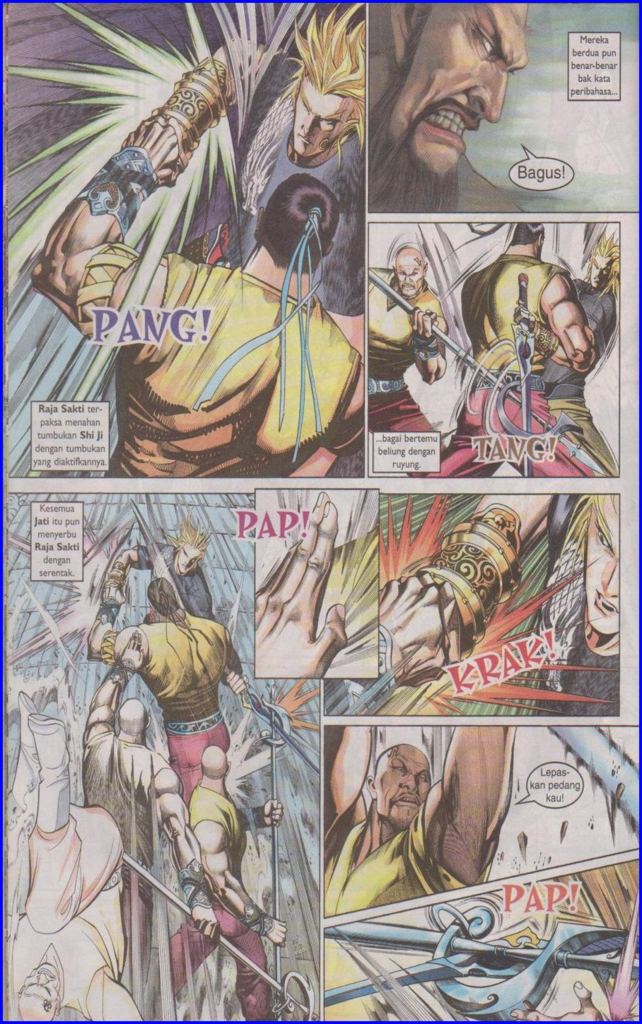 PANG!
Raja Sakti ter-
paksa menahan
tumbukan Shi Ji
dengan tumbukan
yang diaktifkannya.
Mereka
berdua pun
benar-benar
bak kata
peribahasa...
Bagus!
...bagai bertemu
beliung dengan
ruyung.
TANG!
Kesemua
Jati itu pun
menyerbu
Raja Sakti
dengan
serentak.
PAP!
KRAK!
Lepas-
kan pedang
kau!
PAP!